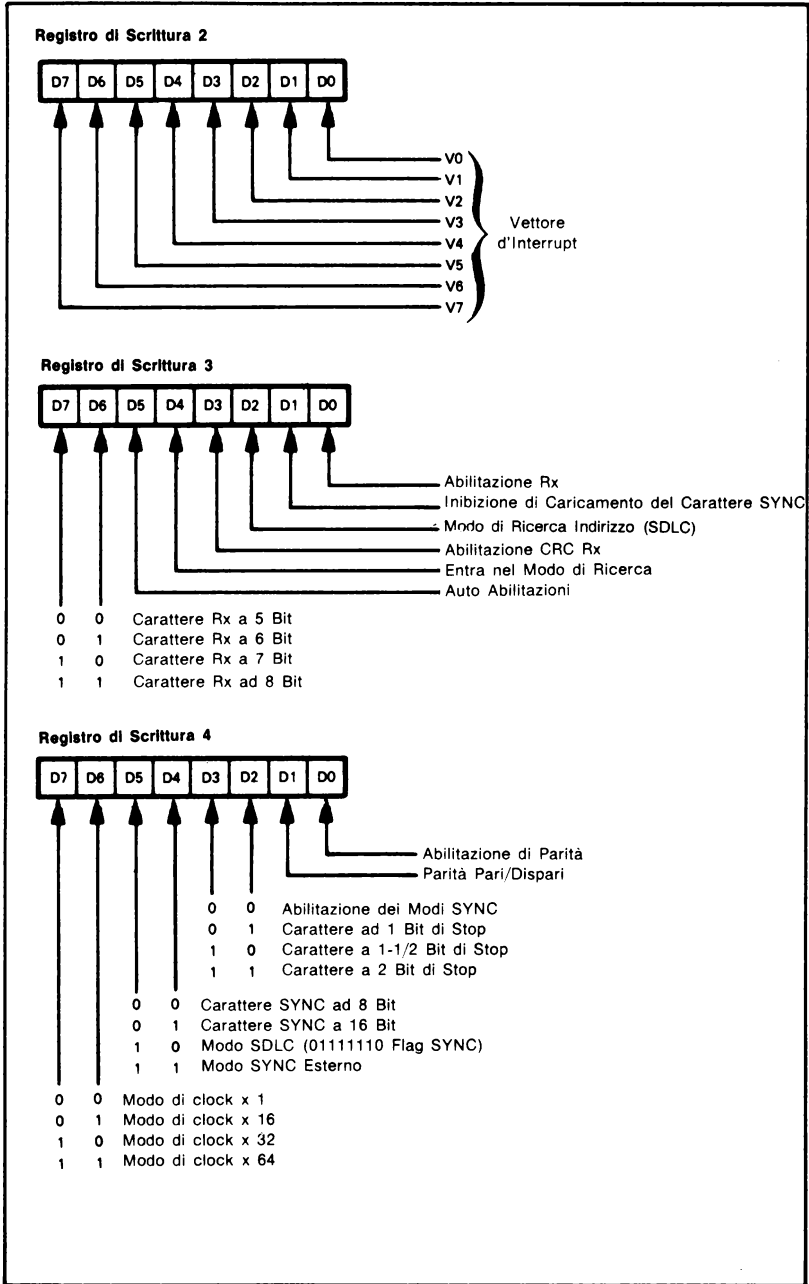 Registro di Scrittura 2
D7 D6 D5 D4 D3 D2 D1 D0
V0
V1
V2
V3
V4
V5
V6
V7
Vettore
d'Interrupt
Registro di Scrittura 3
D7 D6 D5 D4 D3 D2 D1 D0
Abilitazione Rx
Inibizione di Caricamento del Carattere SYNC
Modo di Ricerca Indirizzo (SDLC)
Abilitazione CRC Rx
Entra nel Modo di Ricerca
Auto Abilitazioni
0 0 Carattere Rx a 5 Bit
0 1 Carattere Rx a 6 Bit
1 0 Carattere Rx a 7 Bit
1 1 Carattere Rx ad 8 Bit
Registro di Scrittura 4
D7 D6 D5 D4 D3 D2 D1 D0
Abilitazione di Parità
Parità Pari/Dispari
0 0 Abilitazione dei Modi SYNC
0 1 Carattere ad 1 Bit di Stop
1 0 Carattere a 1-1/2 Bit di Stop
1 1 Carattere a 2 Bit di Stop
0 0 Carattere SYNC ad 8 Bit
0 1 Carattere SYNC a 16 Bit
1 0 Modo SDLC (01111110 Flag SYNC)
1 1 Modo SYNC Esterno
0 0 Modo di clock x 1
0 1 Modo di clock x 16
1 0 Modo di clock x 32
1 1 Modo di clock x 64